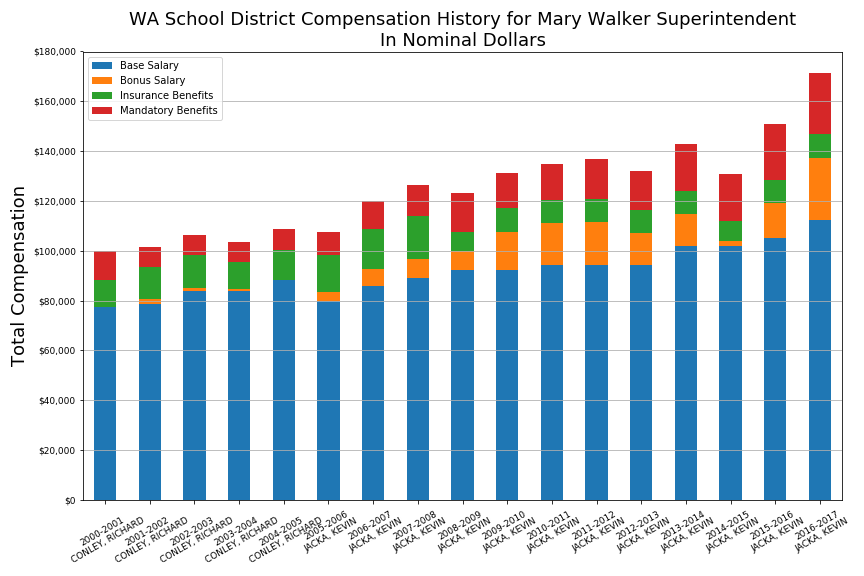 WA School District Compensation History for Mary Walker Superintendent
In Nominal Dollars
Base Salary
Bonus Salary
Insurance Benefits
Mandatory Benefits
Total Compensation
$180,000
$160,000
$140,000
$120,000
$100,000
$80,000
$60,000
$40,000
$20,000
$0
2000-2001
CONLEY, RICHARD
2001-2002
CONLEY, RICHARD
2002-2003
CONLEY, RICHARD
2003-2004
CONLEY, RICHARD
2004-2005
CONLEY, RICHARD
2005-2006
JACKA, KEVIN
2006-2007
JACKA, KEVIN
2007-2008
JACKA, KEVIN
2008-2009
JACKA, KEVIN
2009-2010
JACKA, KEVIN
2010-2011
JACKA, KEVIN
2011-2012
JACKA, KEVIN
2012-2013
JACKA, KEVIN
2013-2014
JACKA, KEVIN
2014-2015
JACKA, KEVIN
2015-2016
JACKA, KEVIN
2016-2017
JACKA, KEVIN